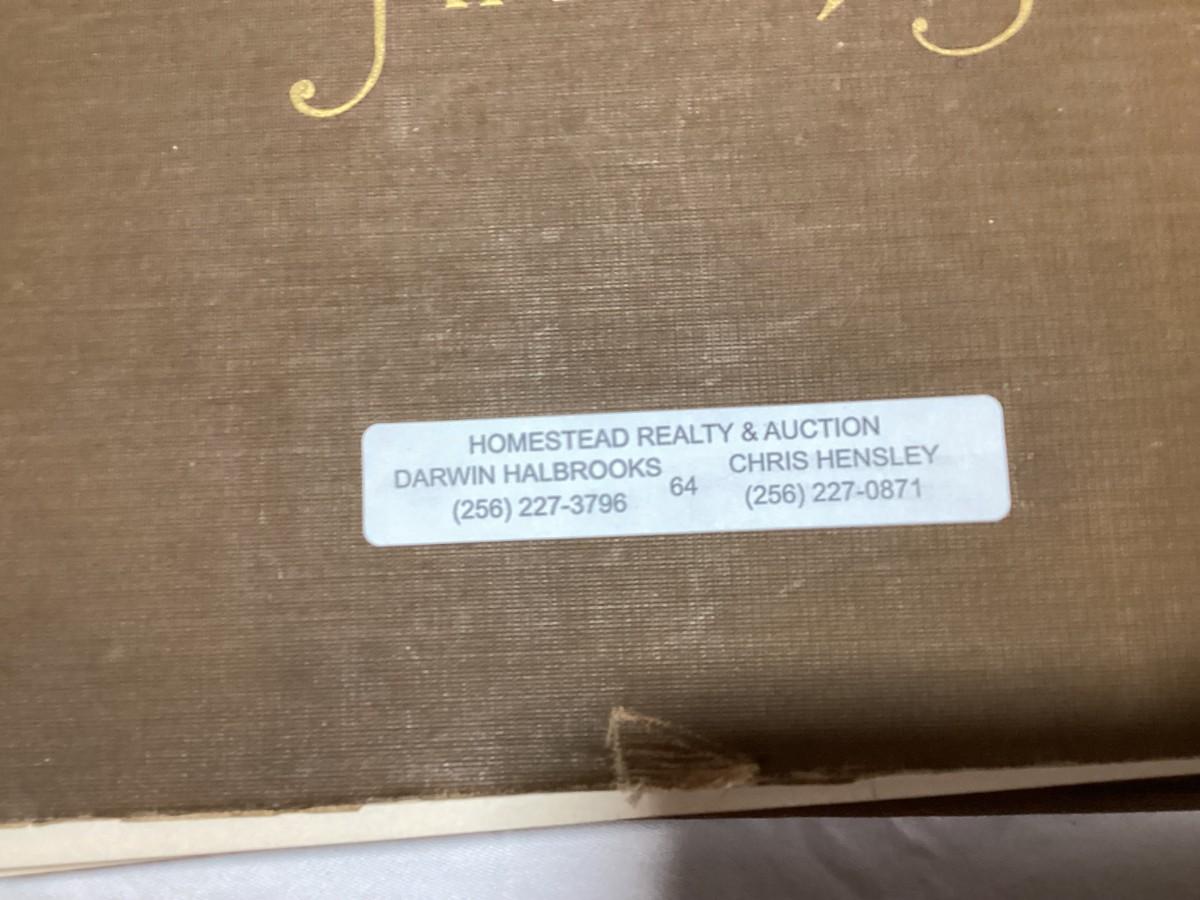 HOMESTEAD REALTY & AUCTION
DARWIN HALBROOKS
(256) 227-3796
64
CHRIS HENSLEY
(256) 227-0871